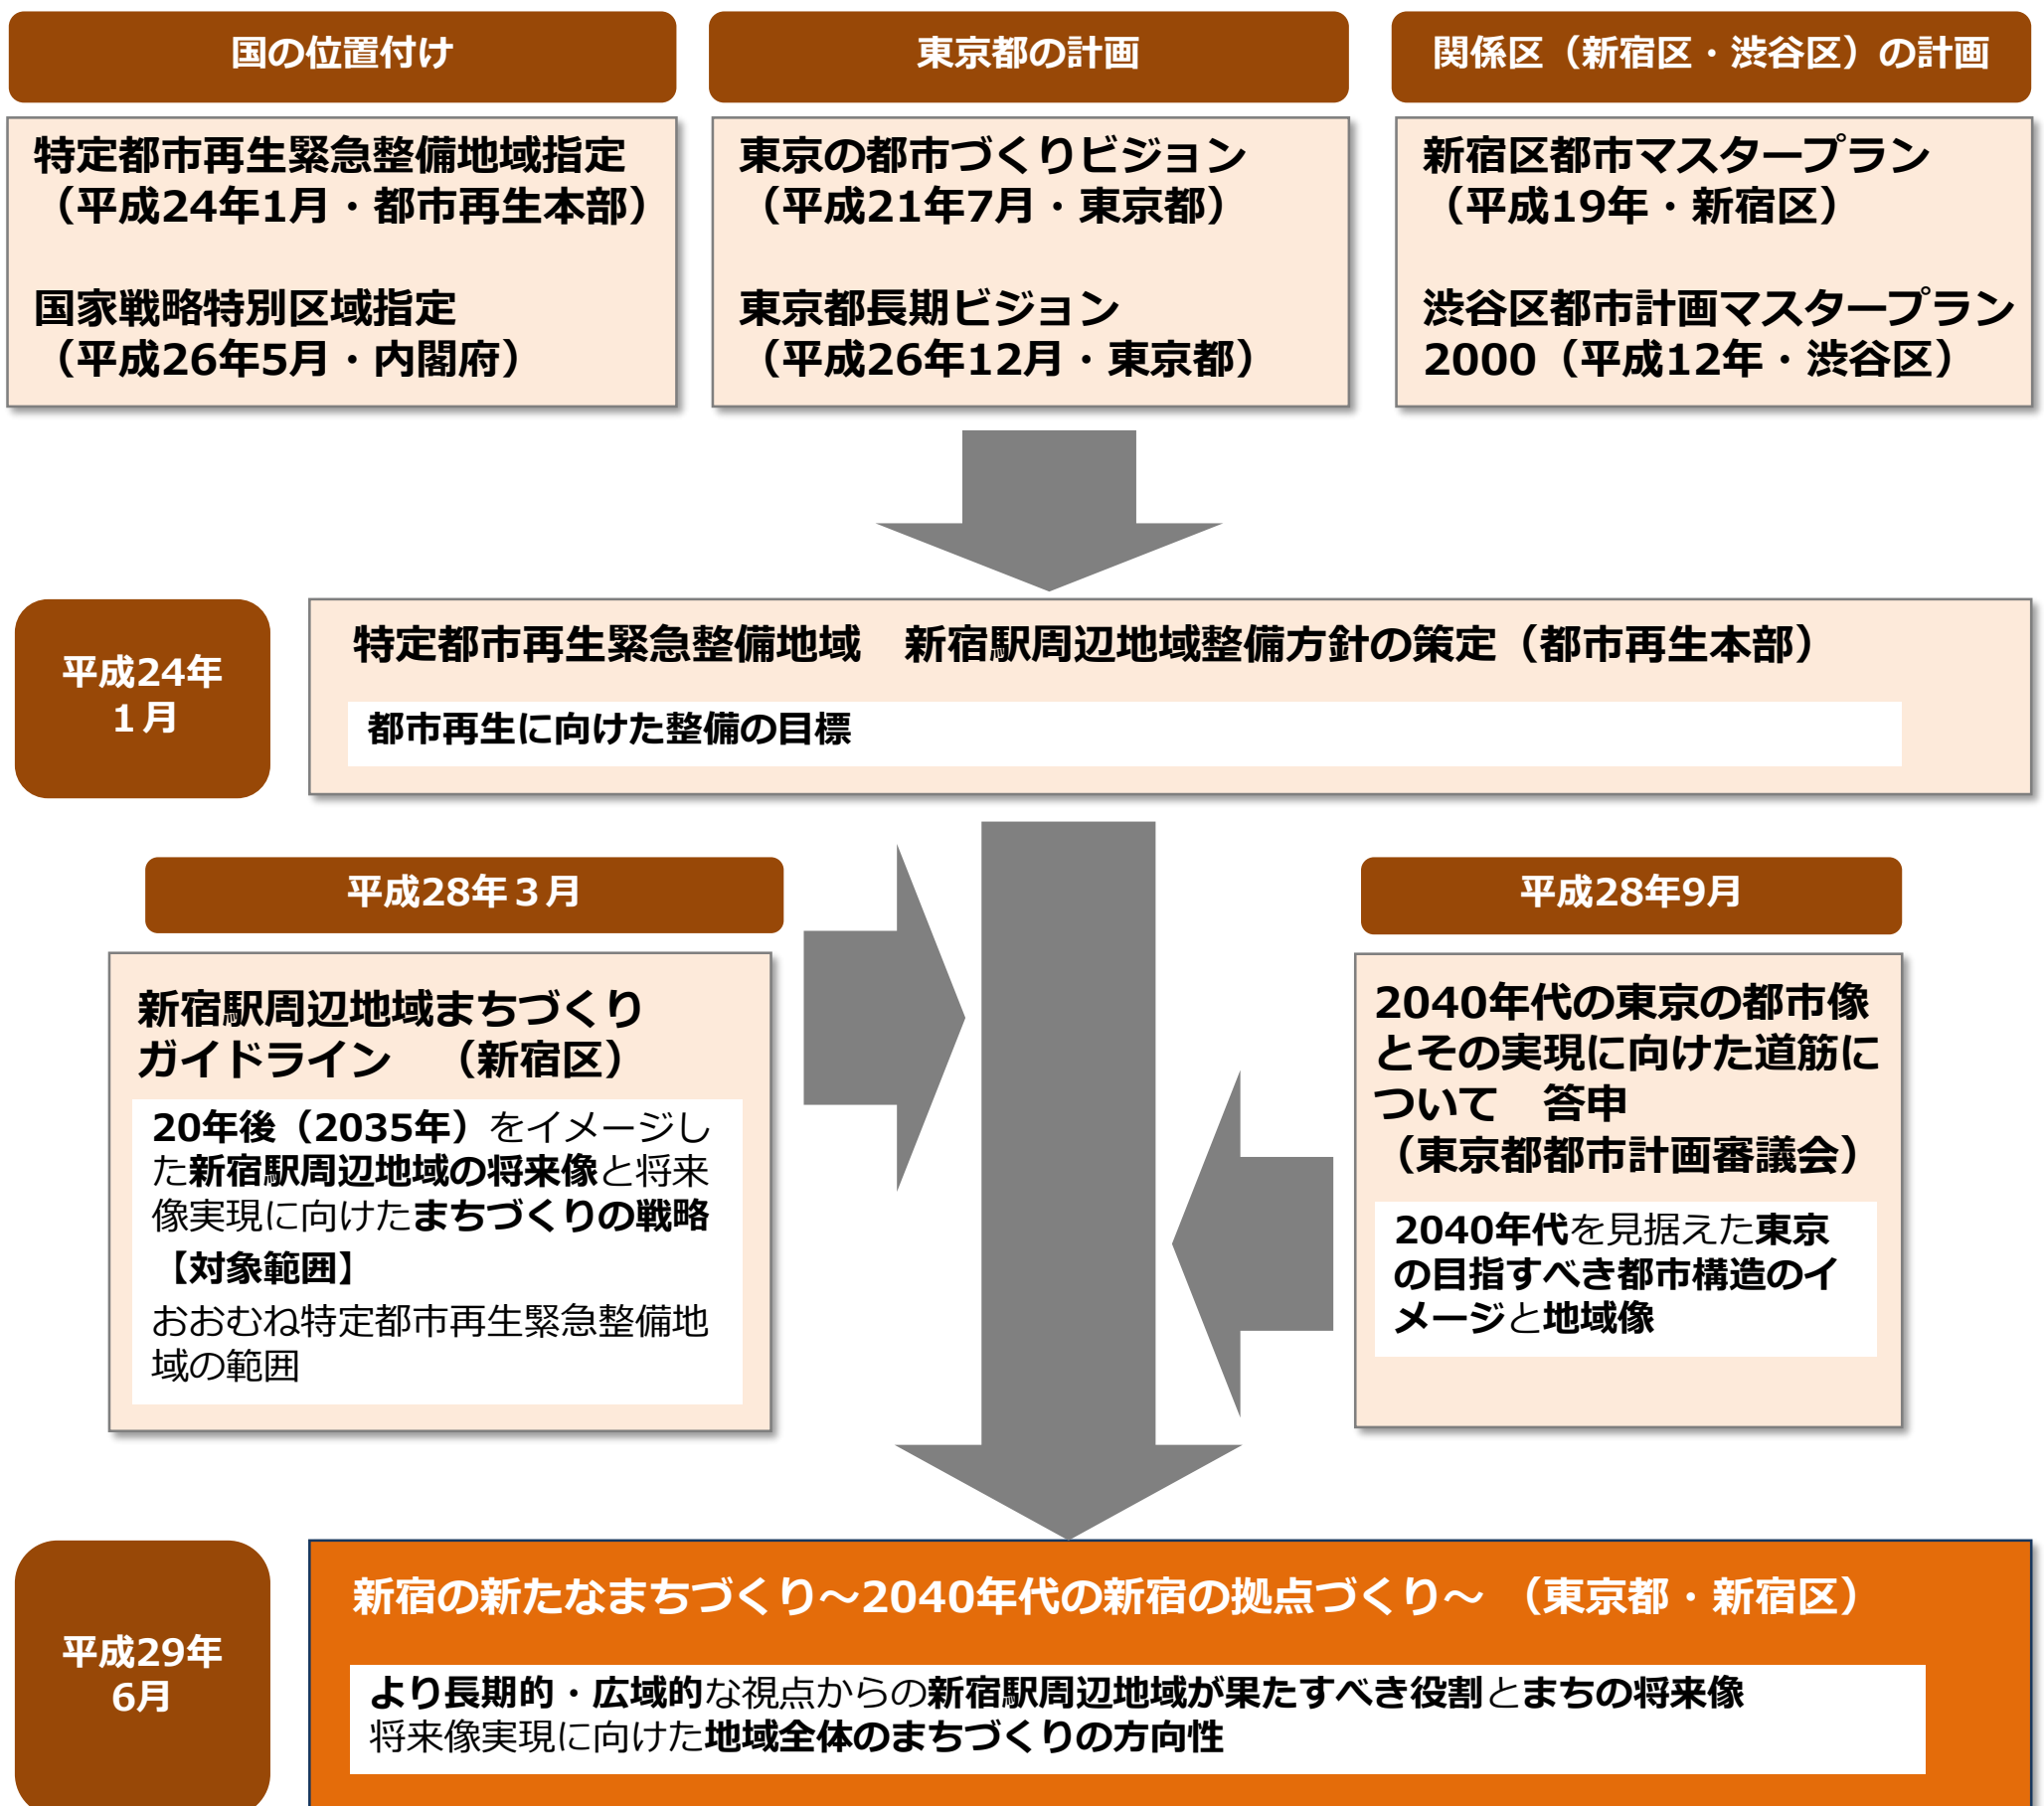 国の位置付け
特定都市再生緊急整備地域指定
（平成24年1月・都市再生本部）
国家戦略特別区域指定
（平成26年5月・内閣府）
東京都の計画
東京の都市づくりビジョン
（平成21年7月・東京都）
東京都長期ビジョン
（平成26年12月・東京都）
関係区（新宿区・渋谷区）の計画
新宿区都市マスタープラン
（平成19年・新宿区）
渋谷区都市計画マスタープラン
2000（平成12年・渋谷区）
平成24年
１月
特定都市再生緊急整備地域　新宿駅周辺地域整備方針の策定（都市再生本部）
都市再生に向けた整備の目標
平成28年３月
新宿駅周辺地域まちづくり
ガイドライン　（新宿区）
20年後（2035年）をイメージし
た新宿駅周辺地域の将来像と将来
像実現に向けたまちづくりの戦略
【対象範囲】
おおむね特定都市再生緊急整備地
域の範囲
平成28年9月
2040年代の東京の都市像
とその実現に向けた道筋に
ついて　答申
（東京都都市計画審議会）
2040年代を見据えた東京
の目指すべき都市構造のイ
メージと地域像
平成29年
6月
新宿の新たなまちづくり～2040年代の新宿の拠点づくり～ （東京都・新宿区）
より長期的・広域的な視点からの新宿駅周辺地域が果たすべき役割とまちの将来像
将来像実現に向けた地域全体のまちづくりの方向性